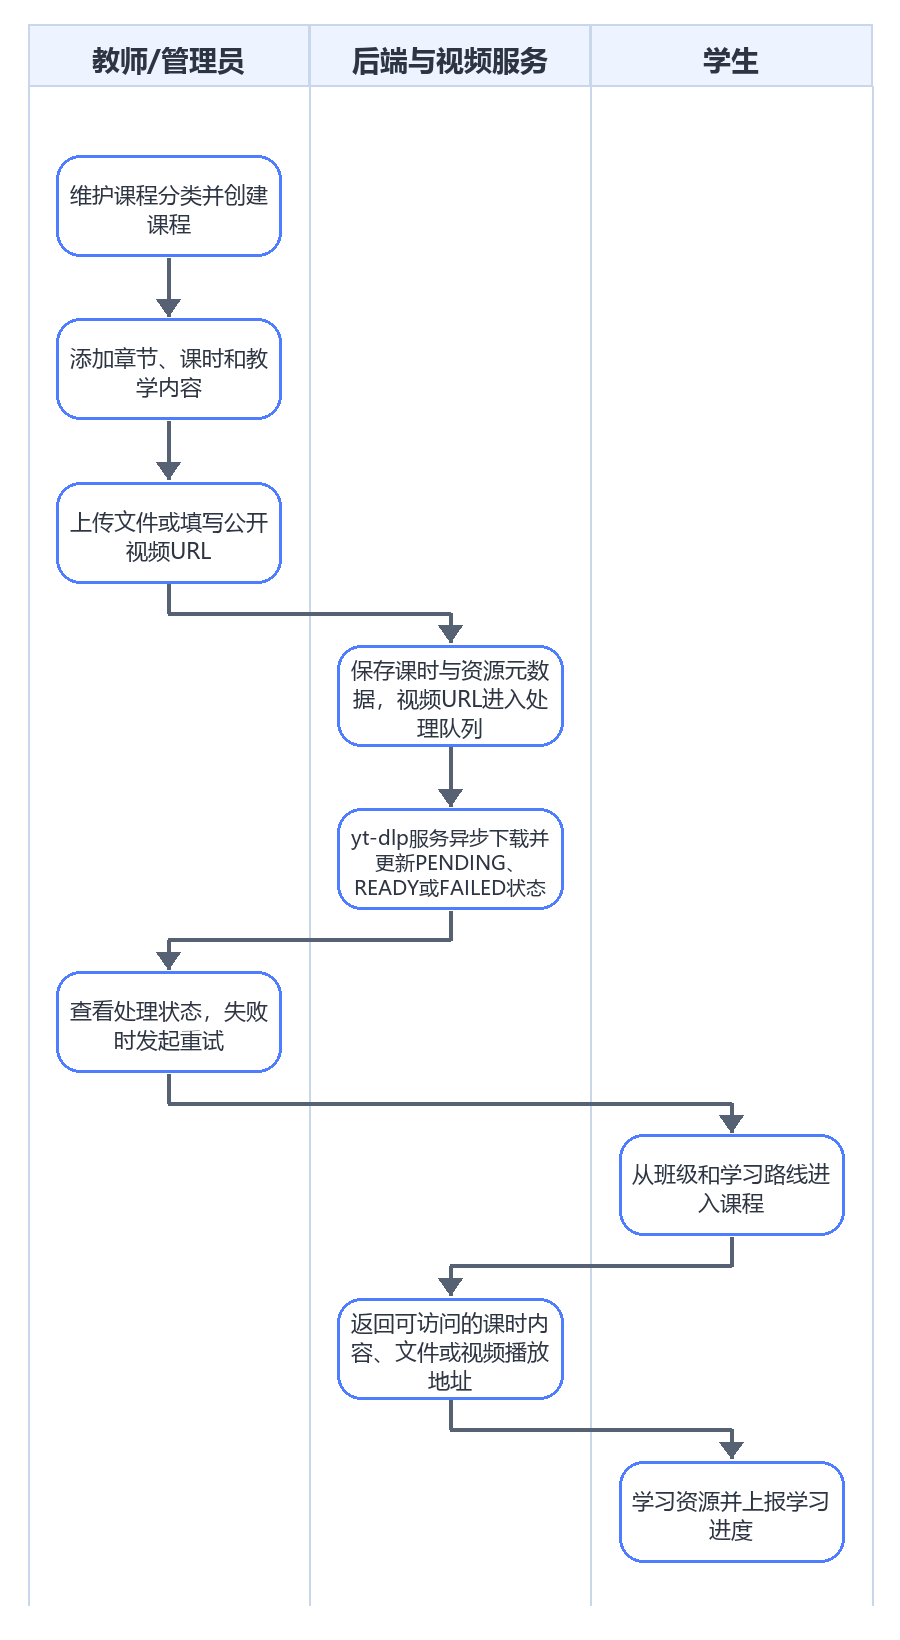 教师/管理员
后端与视频服务
学生
维护课程分类并创建
课程
添加章节、课时和教
学内容
上传文件或填写公开
视频URL
保存课时与资源元数
据，视频URL进入处
理队列
yt-dlp服务异步下载并
更新PENDING、
READY或FAILED状态
查看处理状态，失败
时发起重试
从班级和学习路线进
入课程
返回可访问的课时内
容、文件或视频播放
地址
学习资源并上报学习
进度